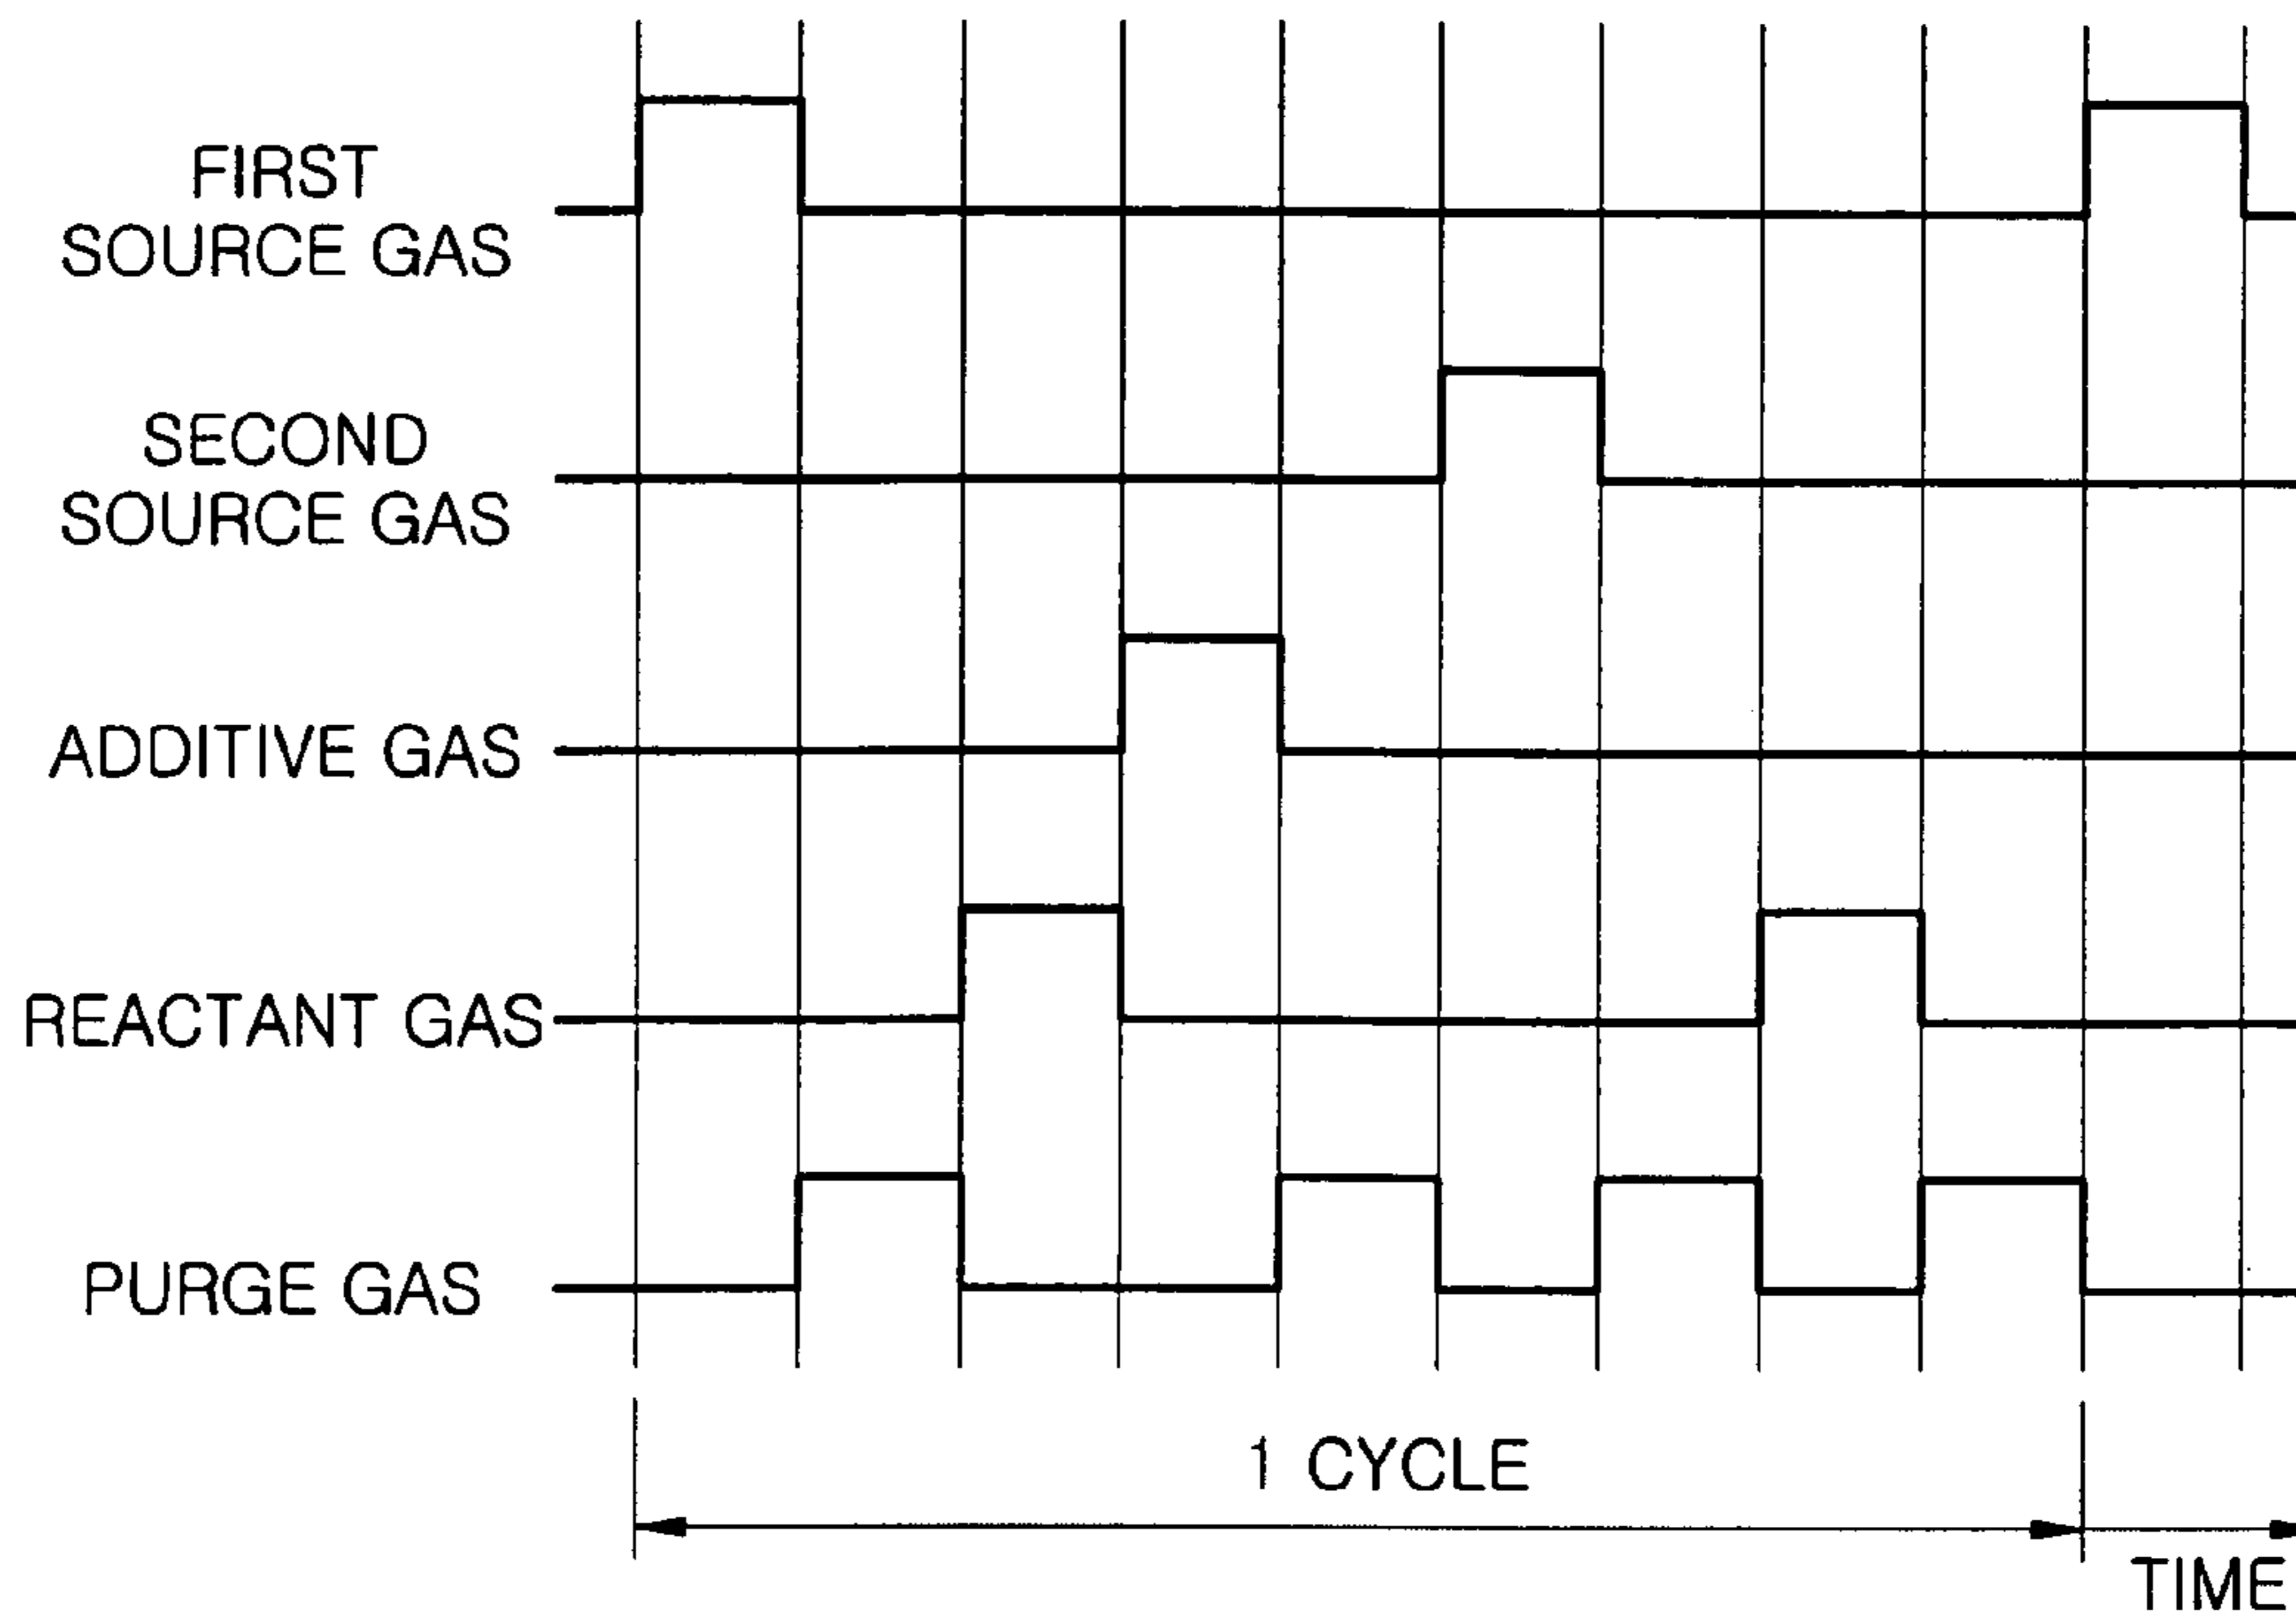 FIRST
SOURCE GAS
SECOND
SOURCE GAS
ADDITIVE GAS
REACTANT GAS
PURGE GAS
1 CYCLE
TIME